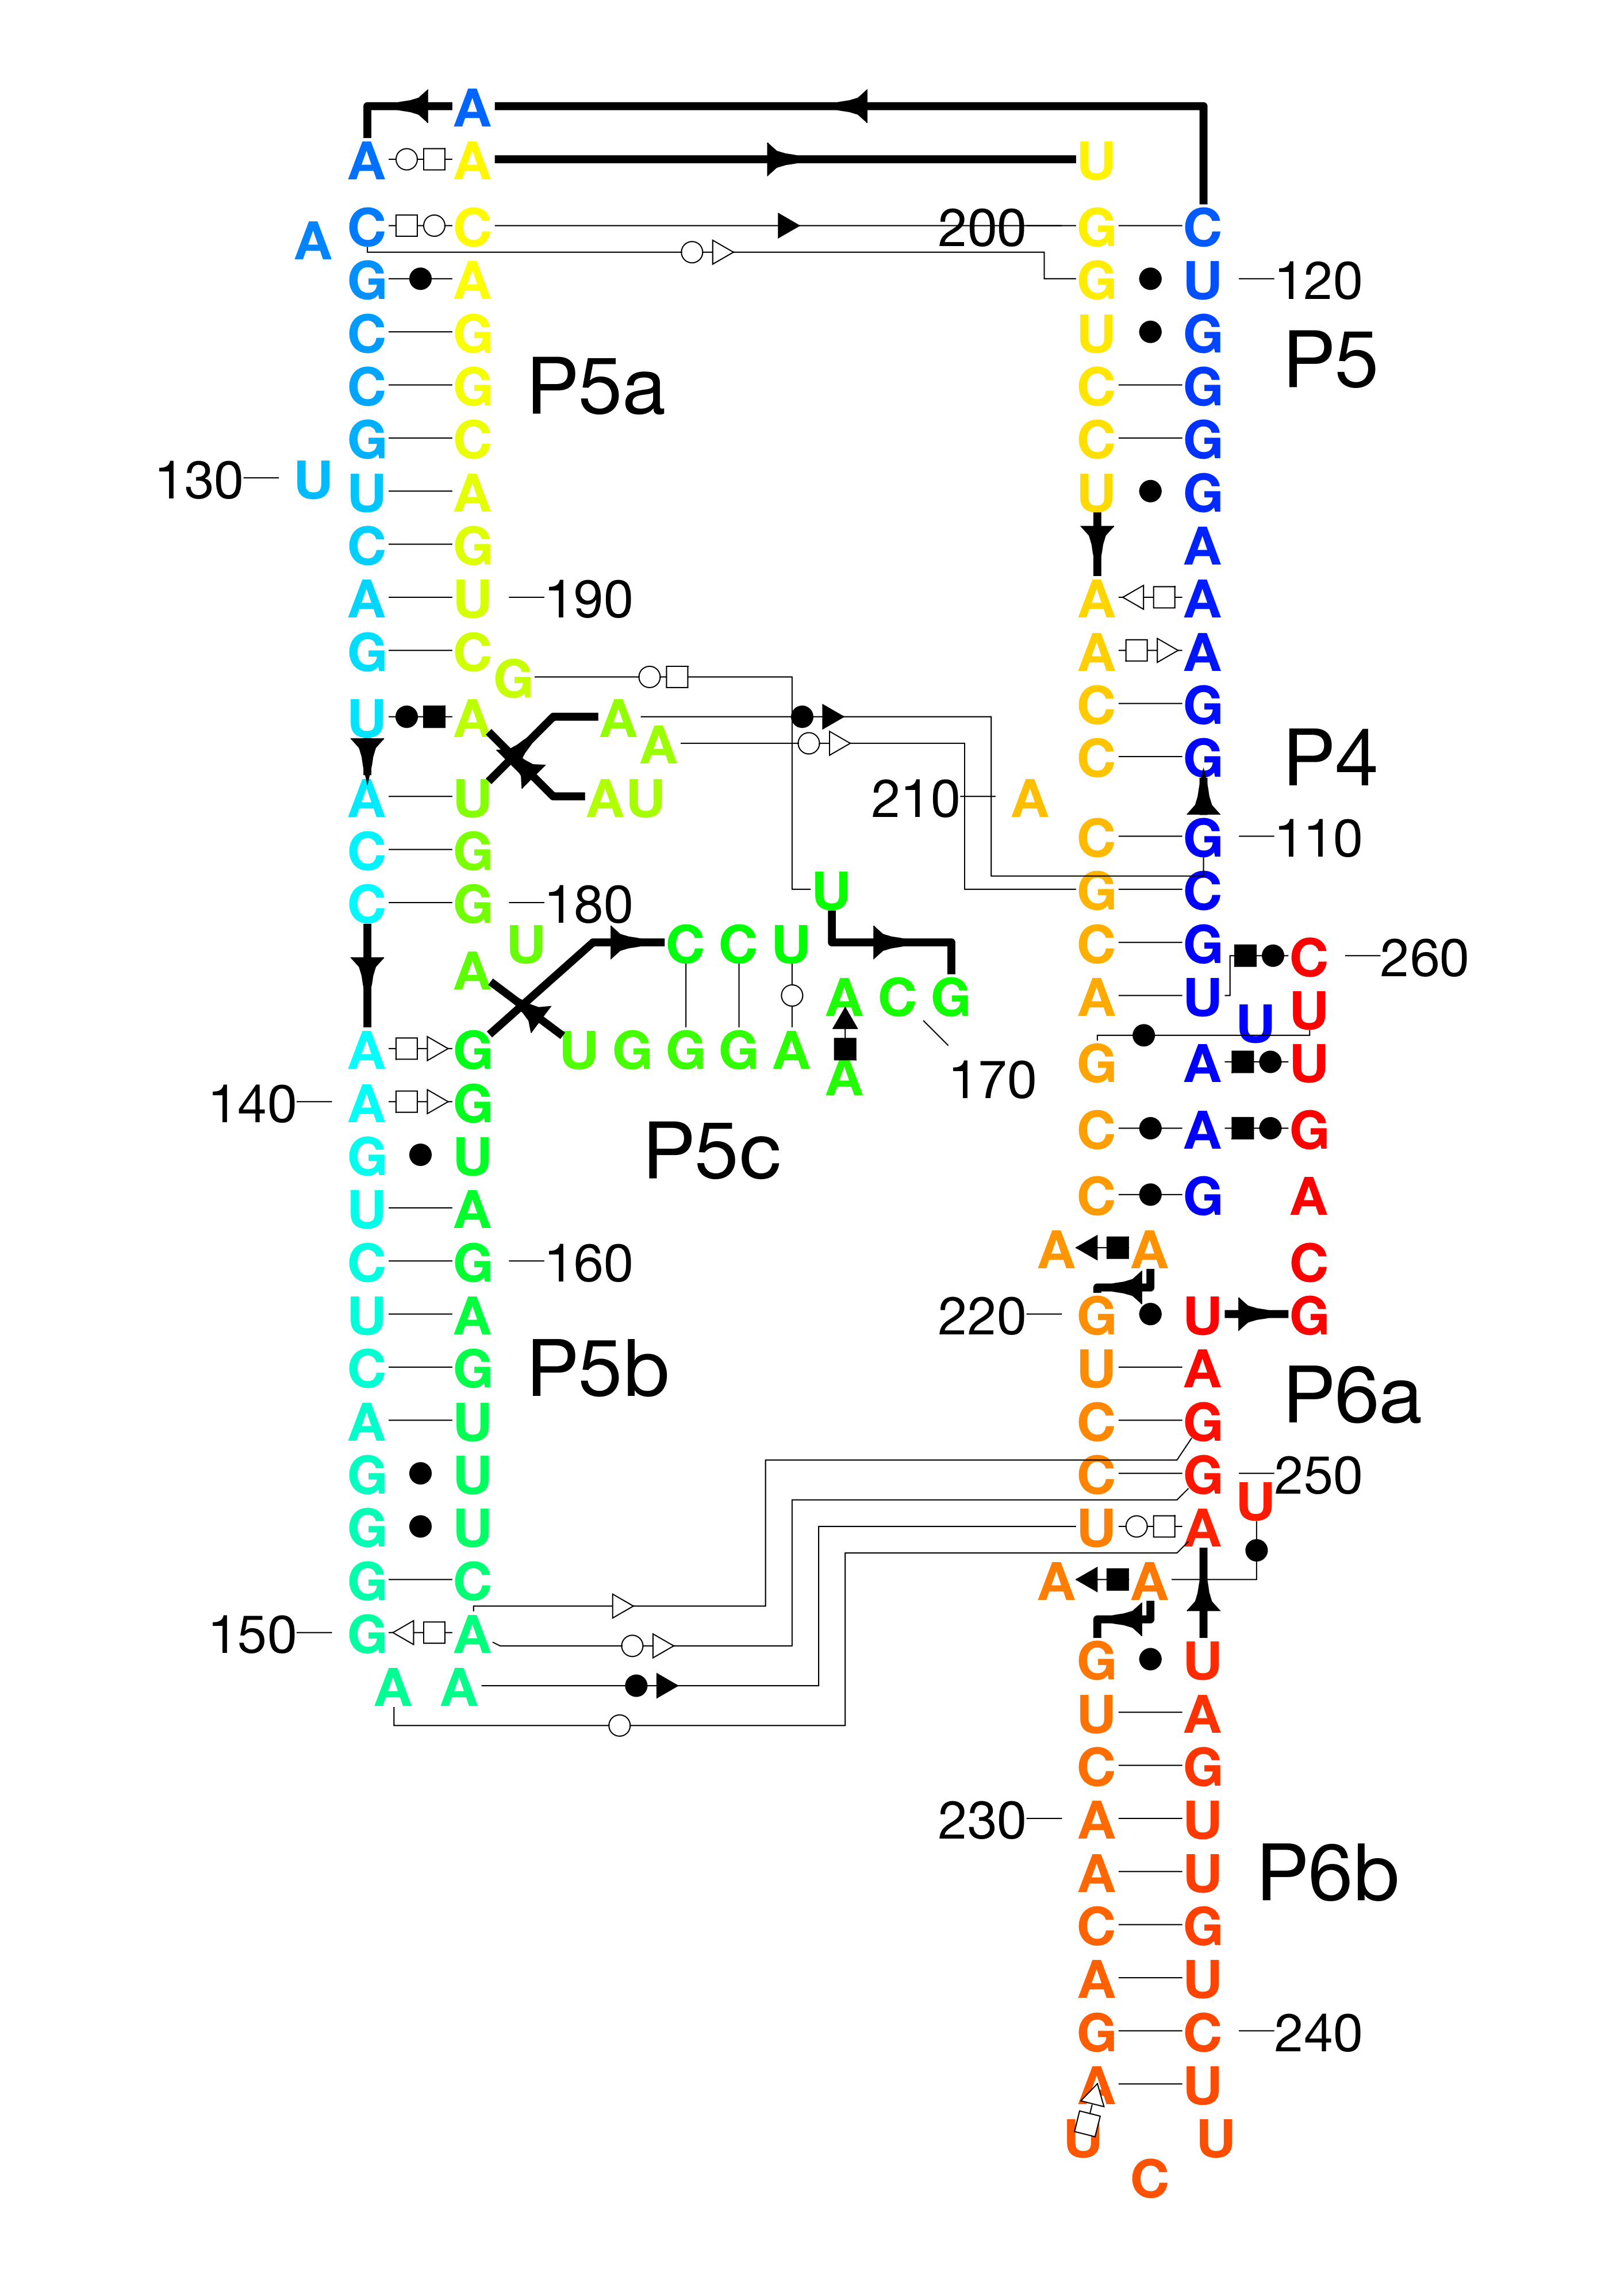 A
A A U
A C C 200 G C
G A G U 120
C G U G P5
C G P5a C G
G C C G
130 U U A U G
C G A
A U 190 A A
G C A A
G
U A A C G
A
C G P4
A U A U 210 A
C G C G 110
C G 180 U G C
U C C U C G C 260
A A C G A U U
U
A G U G G G A G A U
A 170
140 A G
G U P5c C A G
U A C G A
C G 160 A A C
U A 220 G U G
C G P5b U A P6a
A U C G
G U C G 250
U
G U U A
G C A A
150 G A G U
A A
U A
C G
230 A U
A U P6b
C G
A U
G C 240
A U
U U
C